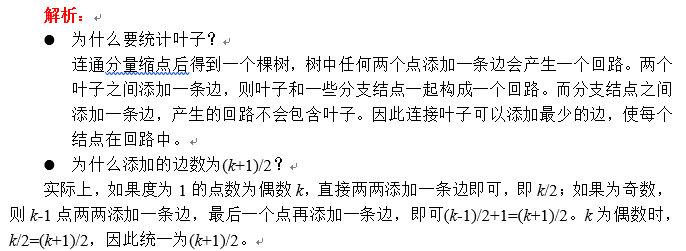 解析：
● 为什么要统计叶子？
连通分量缩点后得到一个棵树，树中任何两个点添加一条边会产生一个回路。两个
叶子之间添加一条边，则叶子和一些分支结点一起构成一个回路。而分支结点之间
添加一条边，产生的回路不会包含叶子。因此连接叶子可以添加最少的边，使每个
结点在回路中。
● 为什么添加的边数为(k+1)/2？
实际上，如果度为 1 的点数为偶数 k，直接两两添加一条边即可，即 k/2；如果为奇数，
则 k-1 点两两添加一条边，最后一个点再添加一条边，即可(k-1)/2+1=(k+1)/2。k 为偶数时，
k/2=(k+1)/2，因此统一为(k+1)/2。